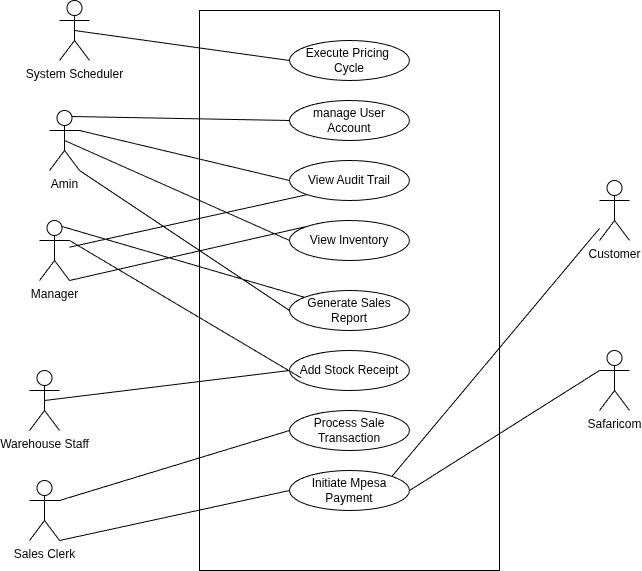 System Scheduler
Execute Pricing
Cycle
manage User
Account
Amin
View Audit Trail
Manager
View Inventory
Customer
Generate Sales
Report
Add Stock Receipt
Warehouse Staff
Safaricom
Process Sale
Transaction
Sales Clerk
Initiate Mpesa
Payment